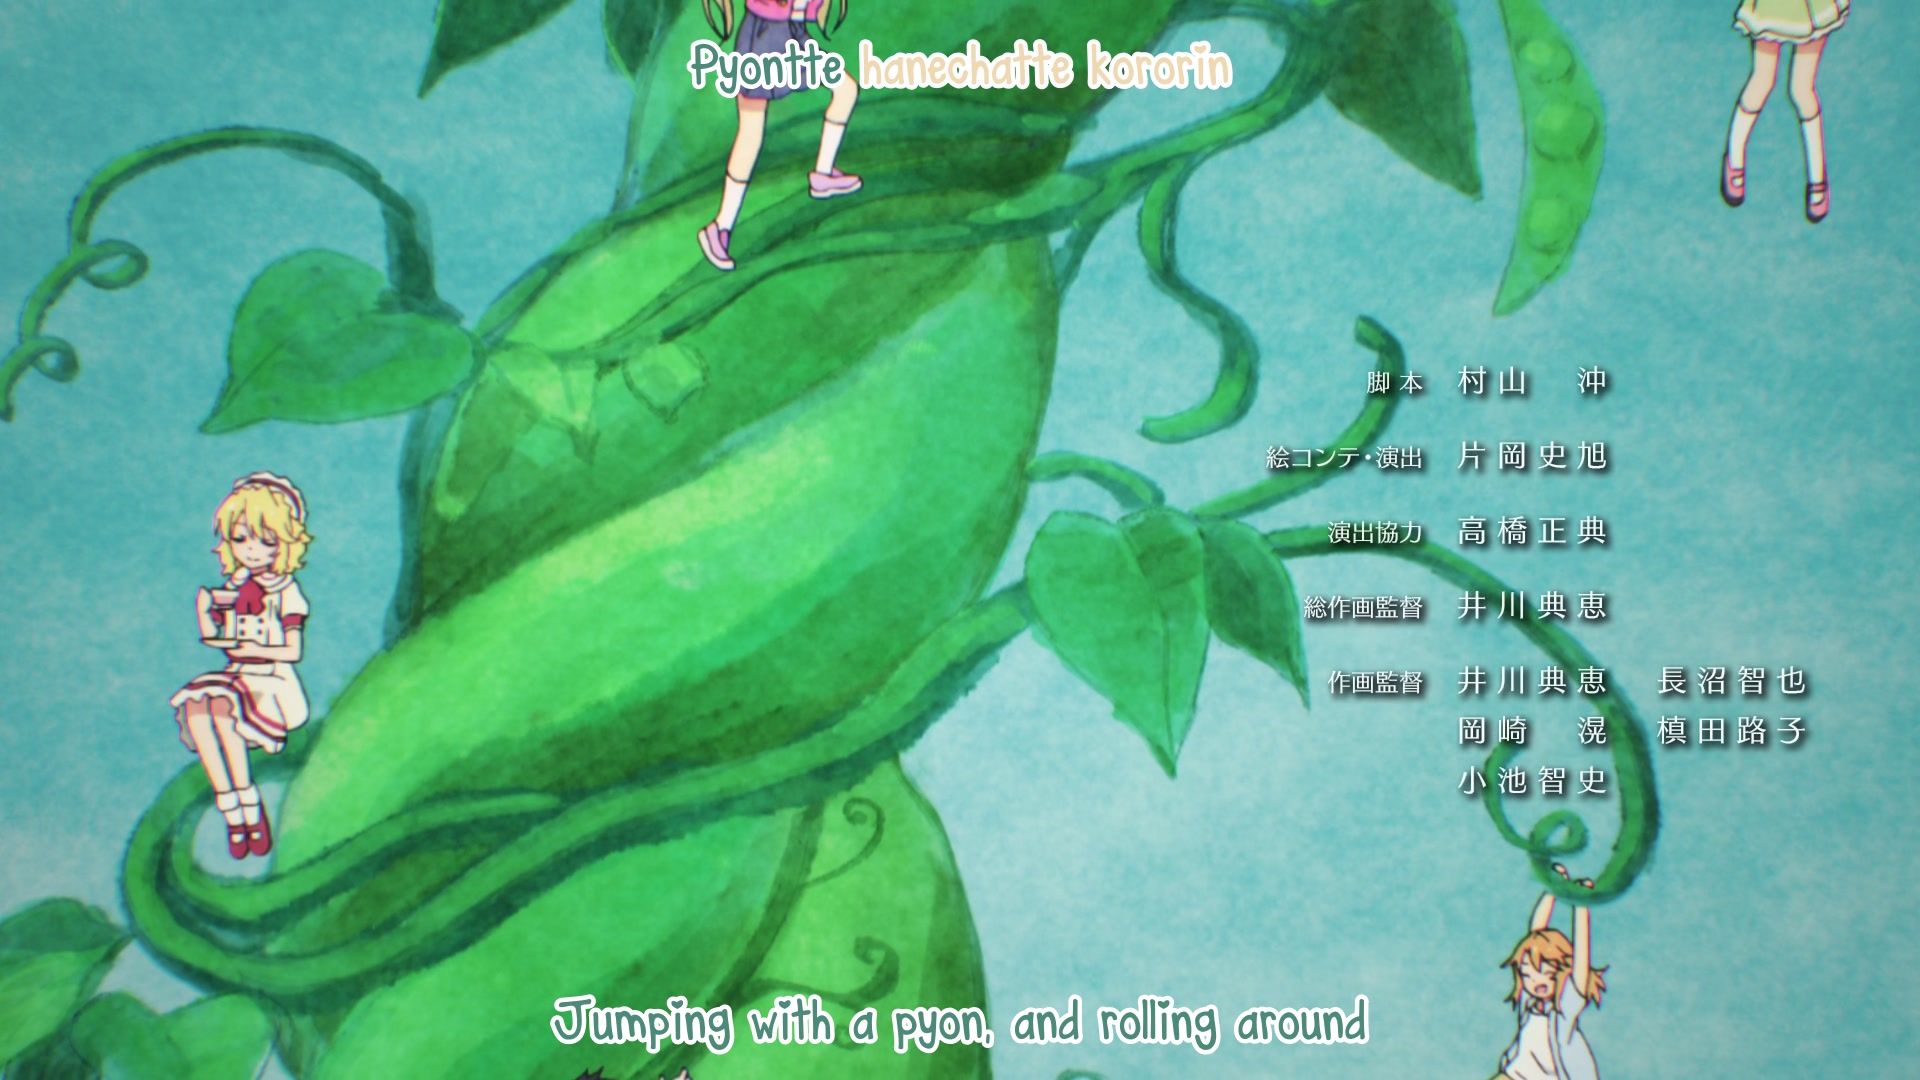 Pyontte hanechatte kororin
脚本 村山 沖
絵コンテ・演出 片岡史旭
演出協力 高橋正典
総作画監督 井川典恵
作画監督 井川典恵 長沼智也
岡崎 滉 槙田路子
小池智史
Jumping with a pyon, and rolling around